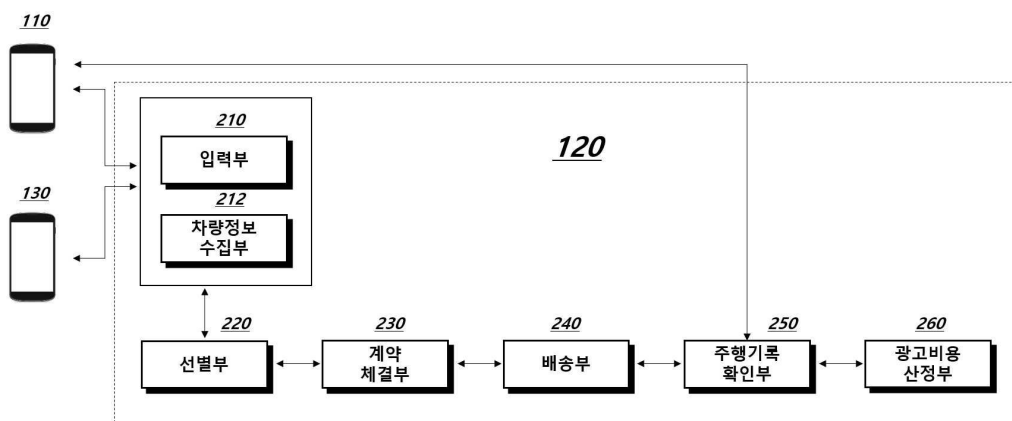 110
210
입력부
120
130
212
차량정보
수집부
220
230
240
250
260
선별부
계약
체결부
배송부
주행기록
확인부
광고비용
산정부